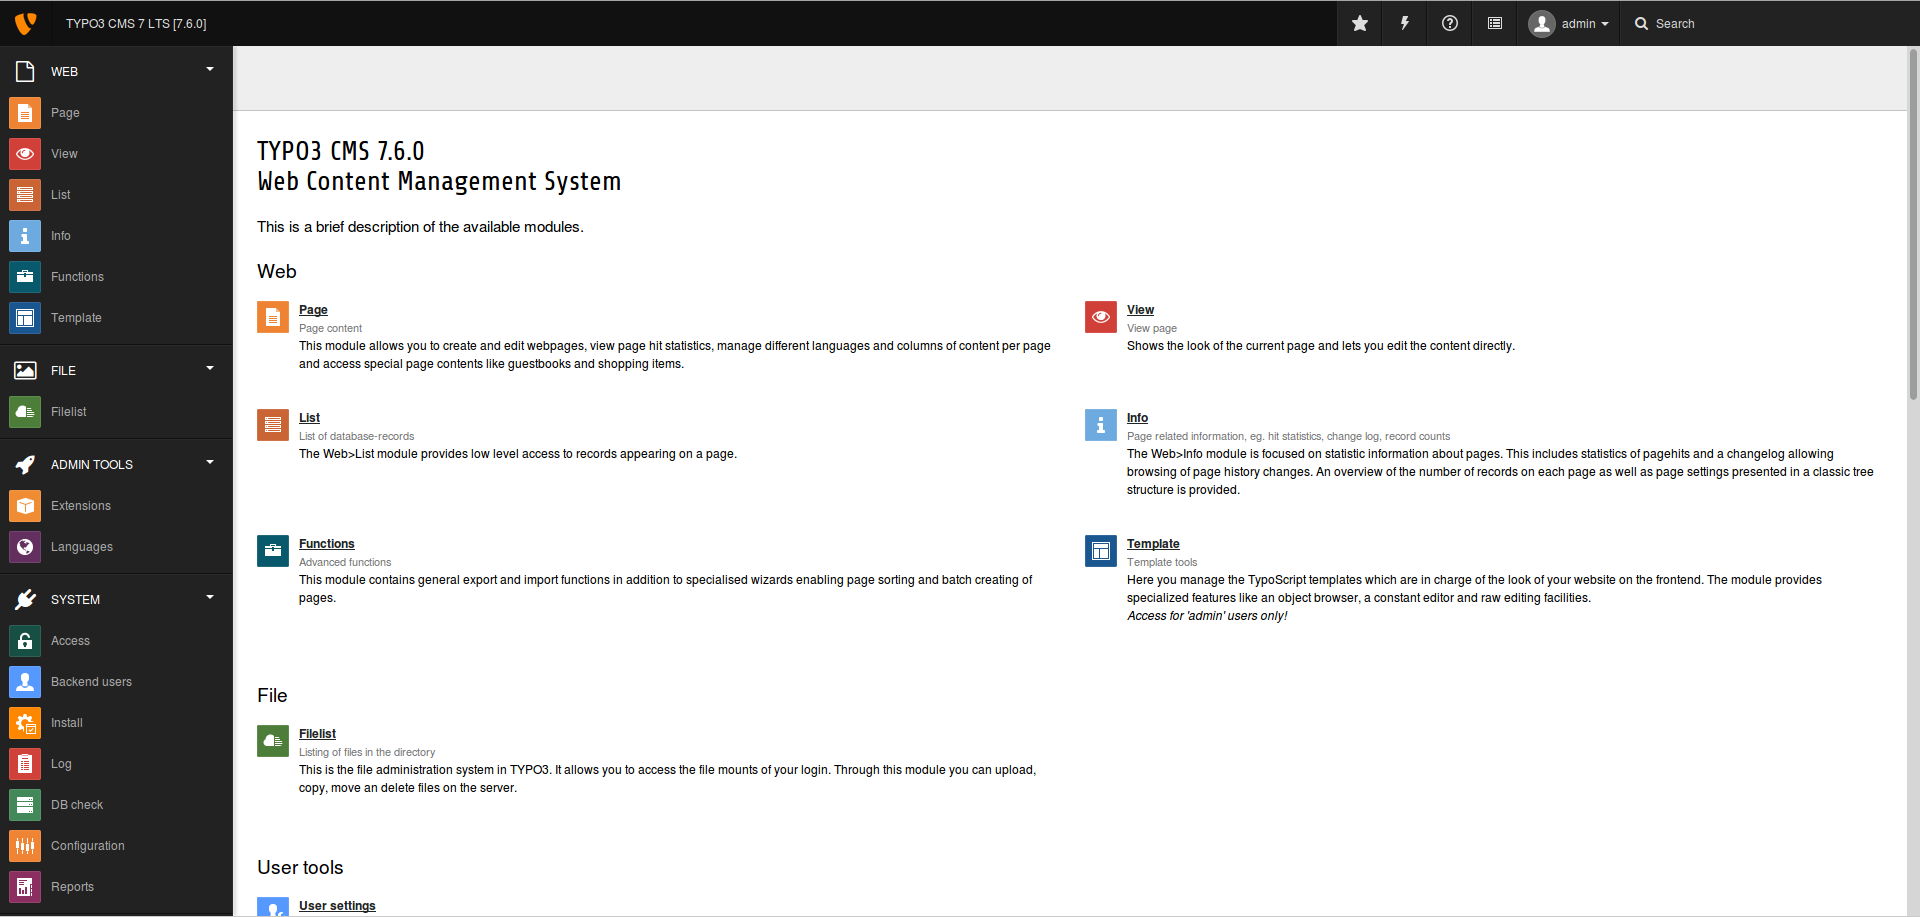 TYPO3 CMS 7 LTS [7.6.0]
admin
Search
WEB
Page
View
List
Info
Functions
Template
FILE
Filelist
ADMIN TOOLS
Extensions
Languages
SYSTEM
Access
Backend users
Install
Log
DB check
Configuration
Reports
TYPO3 CMS 7.6.0
Web Content Management System
This is a brief description of the available modules.
Web
Page
Page content
This module allows you to create and edit webpages, view page hit statistics, manage different languages and columns of content per page
and access special page contents like guestbooks and shopping items.
View
View page
Shows the look of the current page and lets you edit the content directly.
List
List of database-records
The Web>List module provides low level access to records appearing on a page.
Info
Page related information, eg. hit statistics, change log, record counts
The Web>Info module is focused on statistic information about pages. This includes statistics of pagehits and a changelog allowing
browsing of page history changes. An overview of the number of records on each page as well as page settings presented in a classic tree
structure is provided.
Functions
Advanced functions
This module contains general export and import functions in addition to specialised wizards enabling page sorting and batch creating of
pages.
Template
Template tools
Here you manage the TypoScript templates which are in charge of the look of your website on the frontend. The module provides
specialized features like an object browser, a constant editor and raw editing facilities.
Access for 'admin' users only!
File
Filelist
Listing of files in the directory
This is the file administration system in TYPO3. It allows you to access the file mounts of your login. Through this module you can upload,
copy, move an delete files on the server.
User tools
User settings